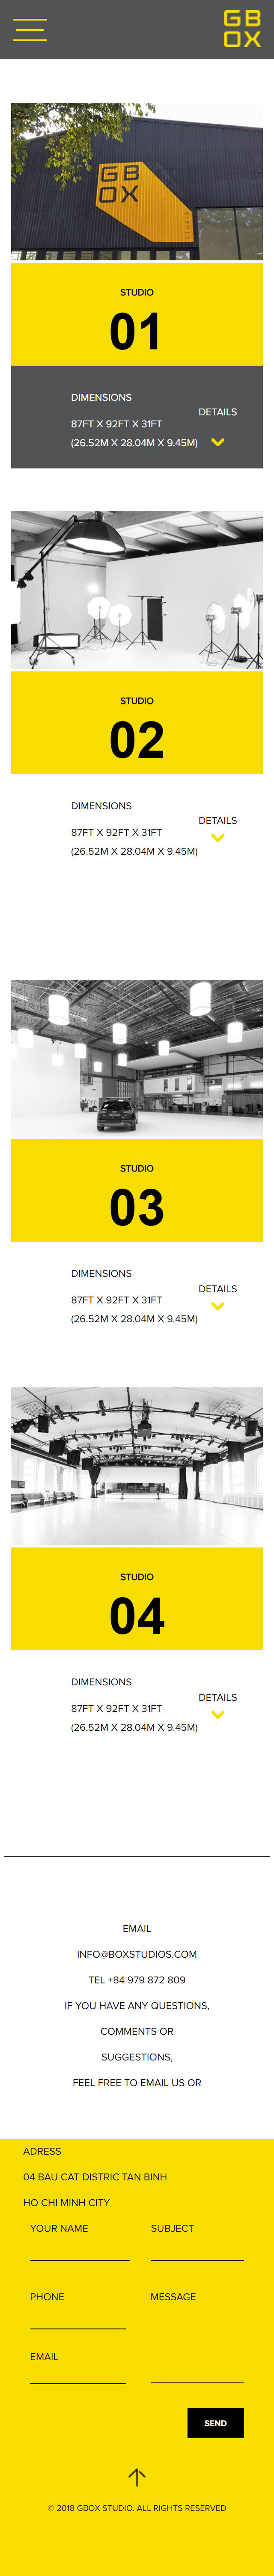 GB
OX
GB
OX
STUDIO
STUDIO
01
DIMENSIONS
DETAILS
87FT X 92FT X 31FT
(26.52M X 28.04M X 9.45M)
STUDIO
02
DIMENSIONS
DETAILS
87FT X 92FT X 31FT
(26.52M X 28.04M X 9.45M)
STUDIO
03
DIMENSIONS
DETAILS
87FT X 92FT X 31FT
(26.52M X 28.04M X 9.45M)
STUDIO
04
DIMENSIONS
DETAILS
87FT X 92FT X 31FT
(26.52M X 28.04M X 9.45M)
EMAIL
INFO@BOXSTUDIOS.COM
TEL +84 979 872 809
IF YOU HAVE ANY QUESTIONS,
COMMENTS OR
SUGGESTIONS,
FEEL FREE TO EMAIL US OR
ADRESS
04 BAU CAT DISTRIC TAN BINH
HO CHI MINH CITY
YOUR NAME SUBJECT
PHONE MESSAGE
EMAIL
SEND
© 2018 GBOX STUDIO. ALL RIGHTS RESERVED